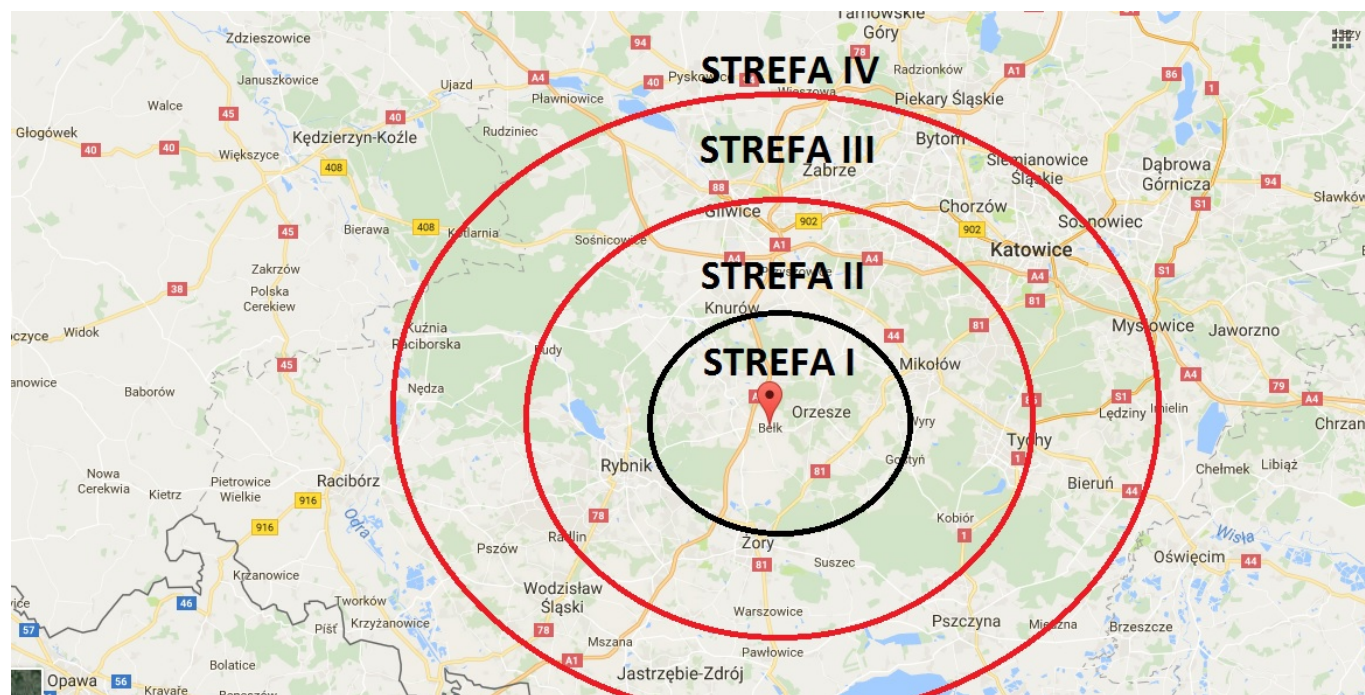 Tarnowskie
Góry
Zdzieszowice
94
78
STREFA IV
Radzionków
A1
86
1
Januszkowice
Ujazd
A4
40
Pyskowice
Wieszowa
Piekary Śląskie
Walce
45
Pławniowice
Głogówek
40
40
40
Kędzierzyn-Koźle
Rudziniec
STREFA III
Bytom
Większyce
408
Zabrze
Siemianowice
Śląskie
Dąbrowa
Górnicza
94
Sławków
88
Gliwice
902
Chorzów
902
Sosnowiec
S1
Bierawa
408
Kotlarnia
45
Sośnicowice
A1
A4
A4
Przyszowice
Katowice
A4
S1
Zakrzów
38
Polska
Cerekiew
STREFA II
81
Knurów
81
44
Mysłowice
Jaworzno
Widok
Kuźnia
Raciborska
Rudy
45
STREFA I
Mikołów
Nędza
A4
79
A4
Baborów
Orzesze
86
S1
Lędziny
Imielin
Bełk
Wyry
Tychy
1
Gostyń
Rybnik
81
Chełmek
Libiąż
Nowa
Cerekwia
Kietrz
Pietrowice
Wielkie
Racibórz
916
916
Odra
78
Radlin
Bieruń
44
Kobiór
1
Wisła
Pszów
Żory
81
Suszec
Oświęcim
44
Krzanowice
Wodzisław
Śląski
46
Tworków
Warszowice
57
Píšť
Krzyżanowice
78
Pszczyna
Miedźna
Brzeszcze
Mszana
A1
Pawłowice
Bolatice
Jastrzębie-Zdrój
Opawa
56
Kravaře